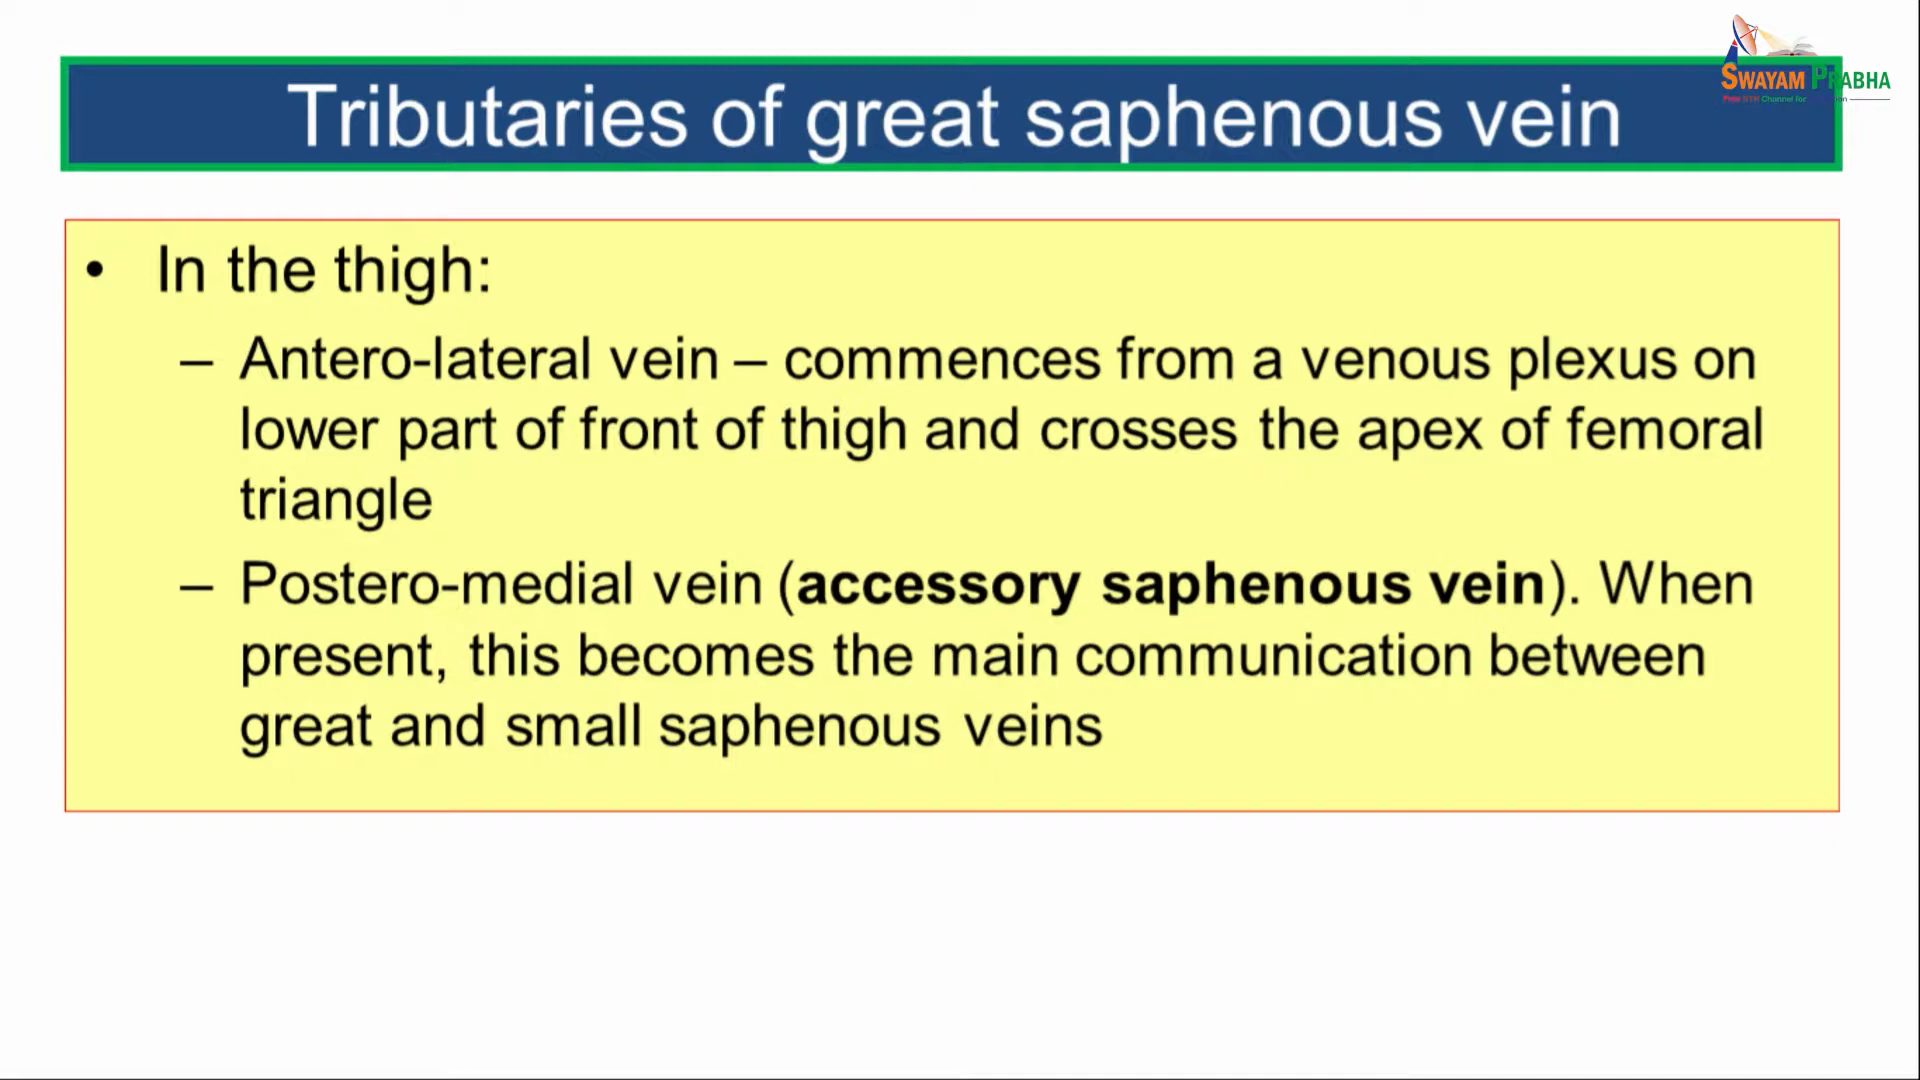 Tributaries of great saphenous vein
SWAYAM PRABHA
• In the thigh:
– Antero-lateral vein – commences from a venous plexus on
lower part of front of thigh and crosses the apex of femoral
triangle
– Postero-medial vein (accessory saphenous vein). When
present, this becomes the main communication between
great and small saphenous veins